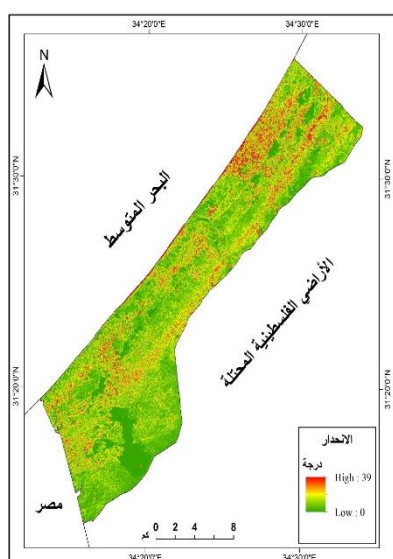 34°20'0"E
34°30'0"E
N
31°30'0"N
31°30'0"N
البحر المتوسط
الأراضي الفلسطينية المحتلة
31°20'0"N
31°20'0"N
الانحدار
درجة
High : 39
Low : 0
مصر
كم
0 2 4 8
34°20'0"E
34°30'0"E